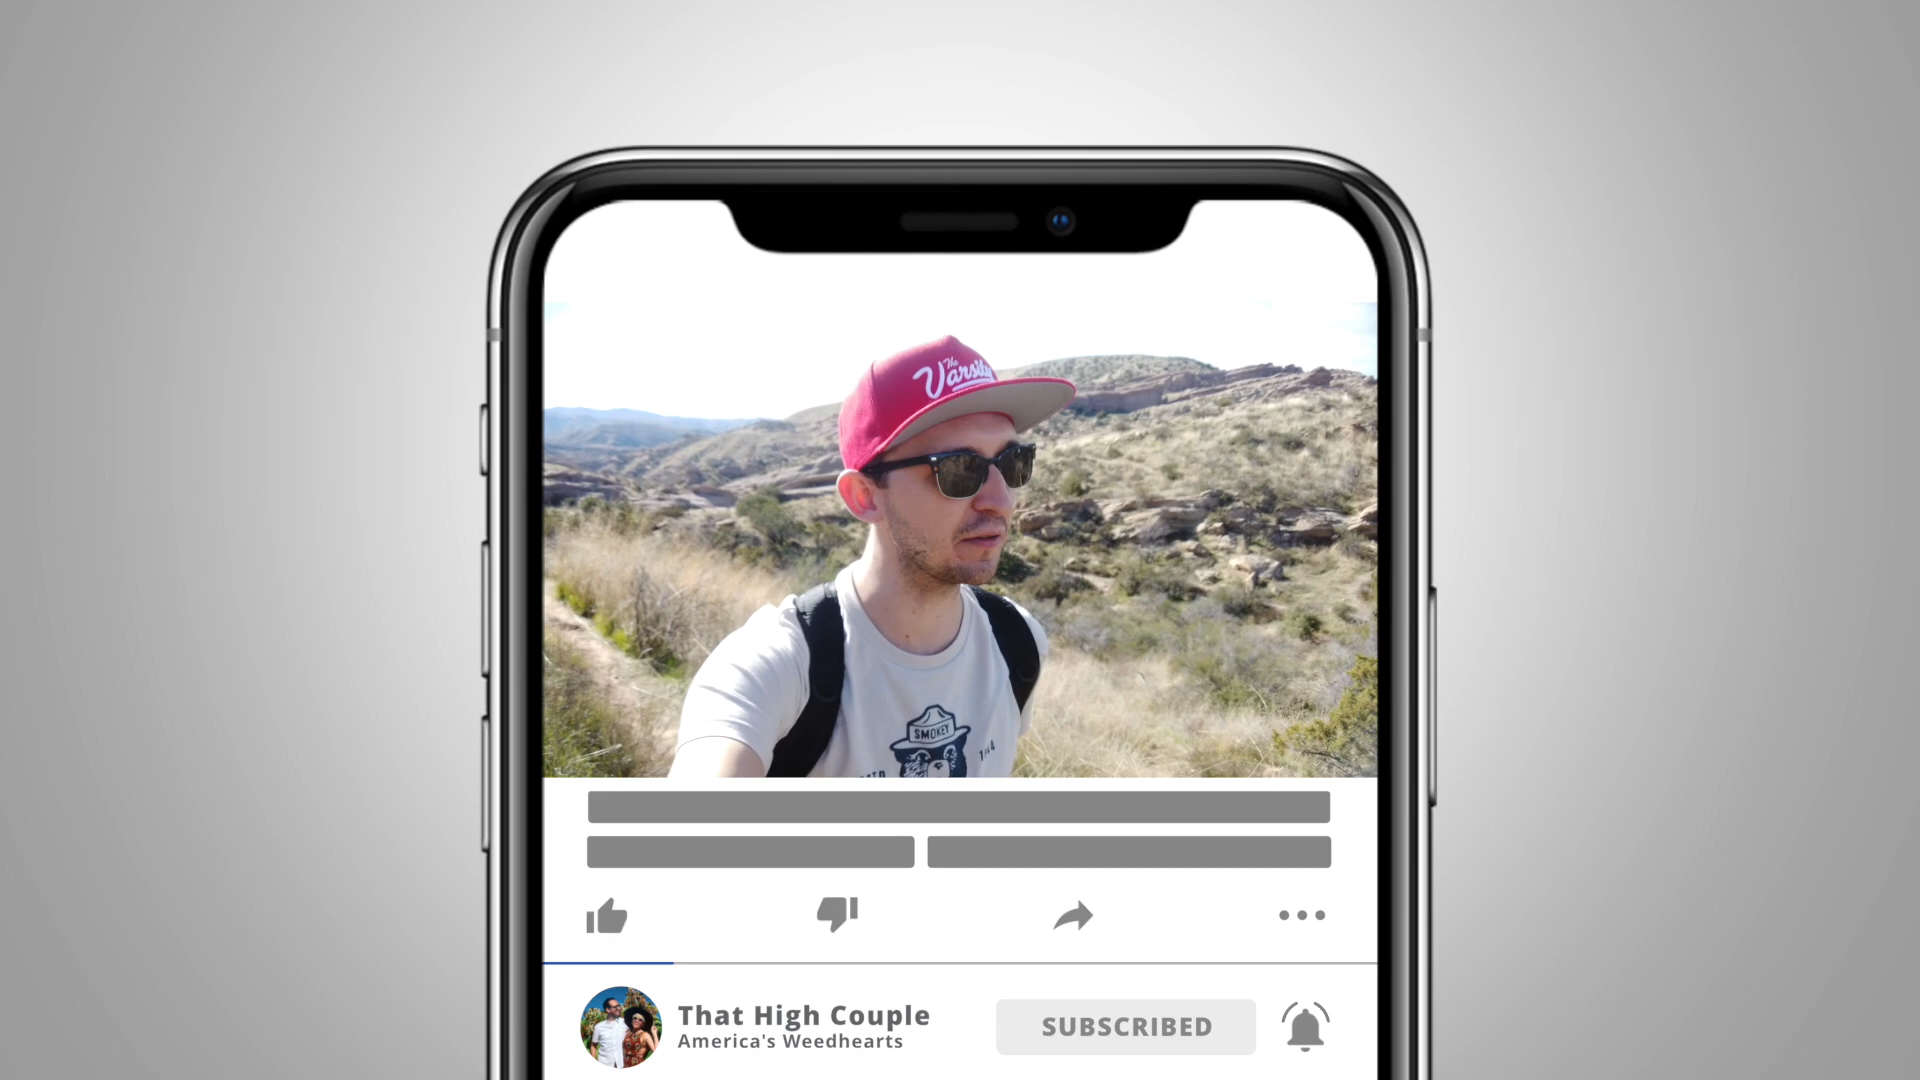 The
Varsity
SMOKEY
That High Couple
America's Weedhearts
SUBSCRIBED